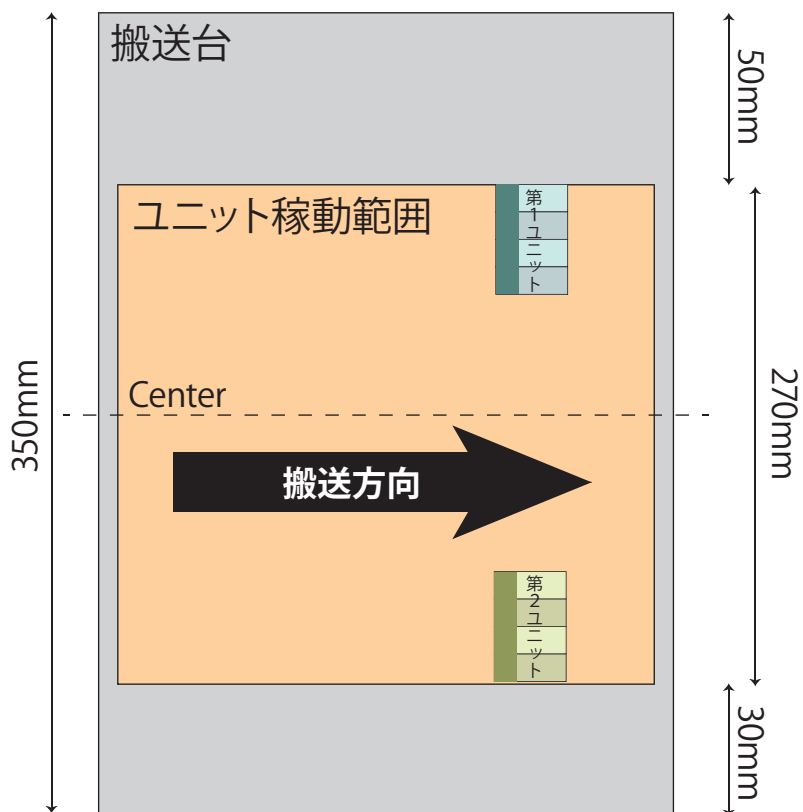 搬送台
50mm
ユニット稼動範囲
第1ユニット
350mm
Center
270mm
搬送方向
第2ユニット
30mm